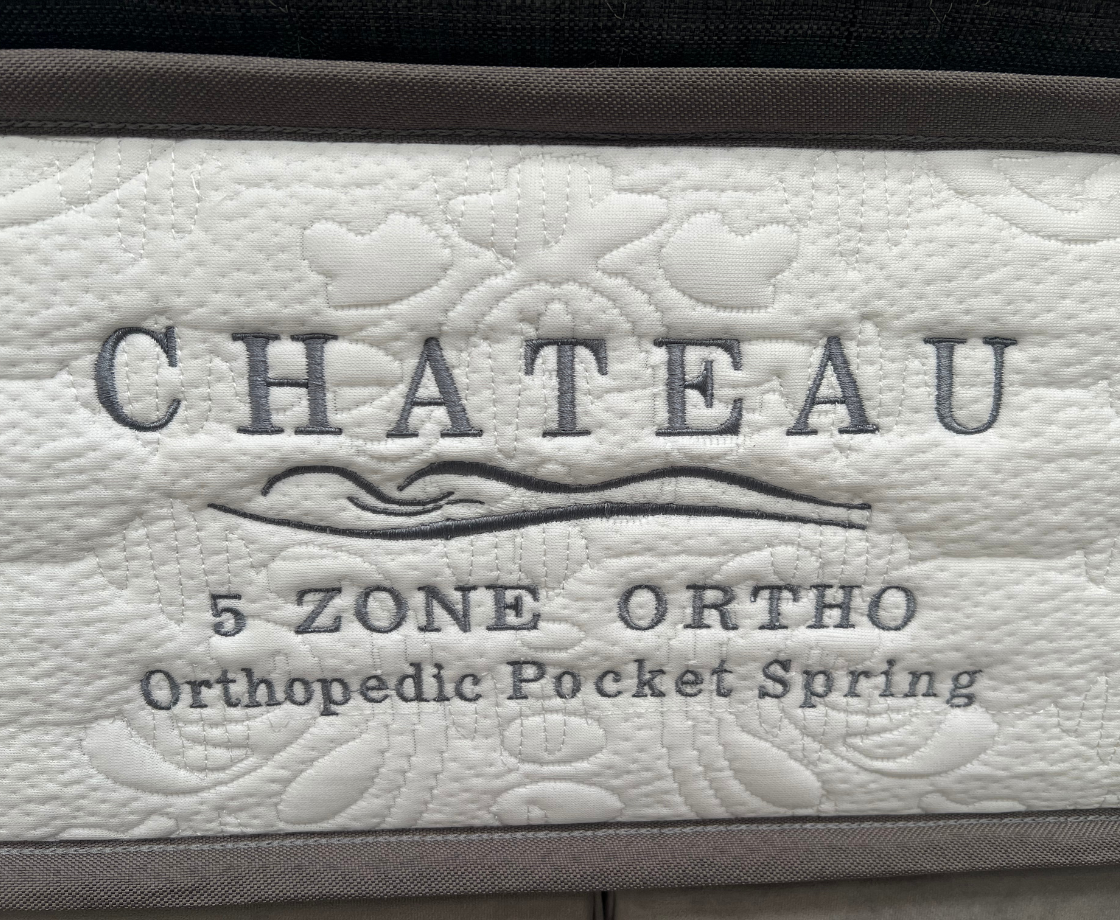 CHATEAU
5 ZONE ORTHO
Orthopedic Pocket Spring